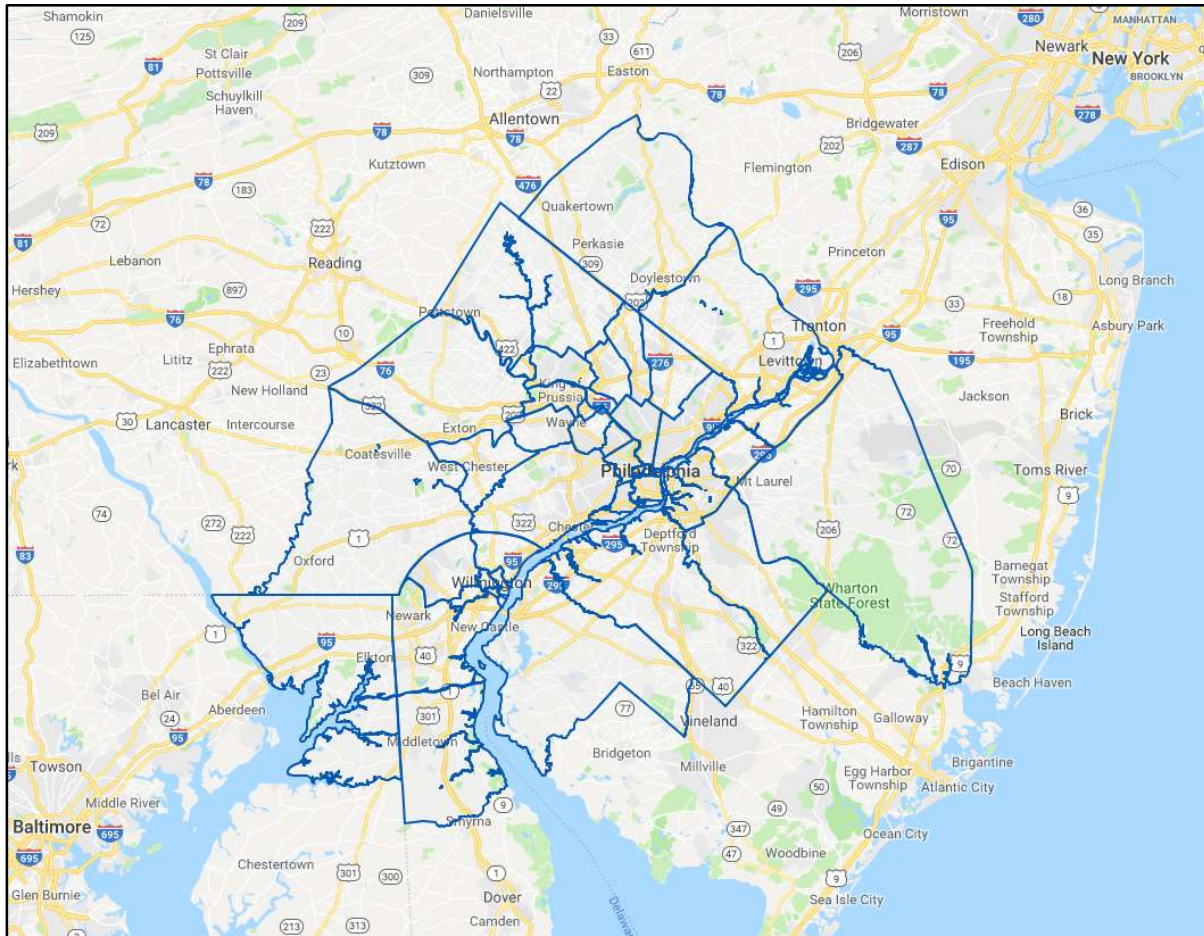 Shamokin
209
125
Danielsville
Morristown
280
MANHATTAN
Newark
New York
BROOKLYN
St Clair
81
Pottsville
Schuylkill
Haven
33
611
206
Northampton
Easton
309
22
78
78
278
Allentown
Bridgewater
209
78
78
202
287
Edison
Kutztown
Flemington
78
183
476
Quakertown
95
72
222
36
35
81
Perkasie
Princeton
Lebanon
Reading
309
Doylestown
Long Branch
Hershey
897
295
202
33
18
76
Pottstown
Trenton
Freehold
Township
Asbury Park
10
1
95
Elizabethtown
Lititz
Ephrata
422
276
Levittown
195
222
23
76
King of
Prussia
New Holland
Jackson
322
202
Wayne
Brick
30
Lancaster
Intercourse
Exton
95
Coatesville
West Chester
295
Philadelphia
70
Toms River
Mt Laurel
9
74
272
222
322
Chester
206
72
83
1
Deptford
Township
72
Oxford
95
295
295
Barnegat
Township
Wilmington
Wharton
State Forest
Stafford
Township
Newark
1
New Castle
Long Beach
Island
95
322
Elkton
40
9
Bel Air
1
55
40
Beach Haven
Aberdeen
24
301
77
Vineland
Hamilton
Township
Galloway
95
Middletown
Bridgeton
Brigantine
Towson
Millville
Egg Harbor
Township
Atlantic City
Middle River
9
50
Baltimore
695
Smyrna
49
Ocean City
695
347
Chestertown
301
300
1
47
Woodbine
9
Glen Burnie
Dover
Sea Isle City
213
313
Camden